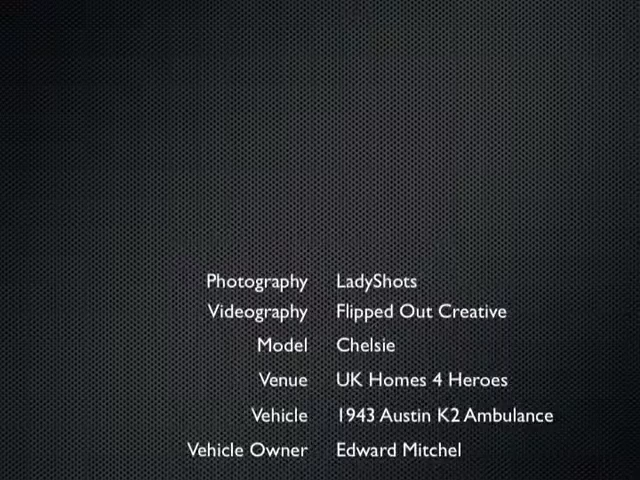 Photography LadyShots
Videography Flipped Out Creative
Model Chelsie
Venue UK Homes 4 Heroes
Vehicle 1943 Austin K2 Ambulance
Vehicle Owner Edward Mitchel